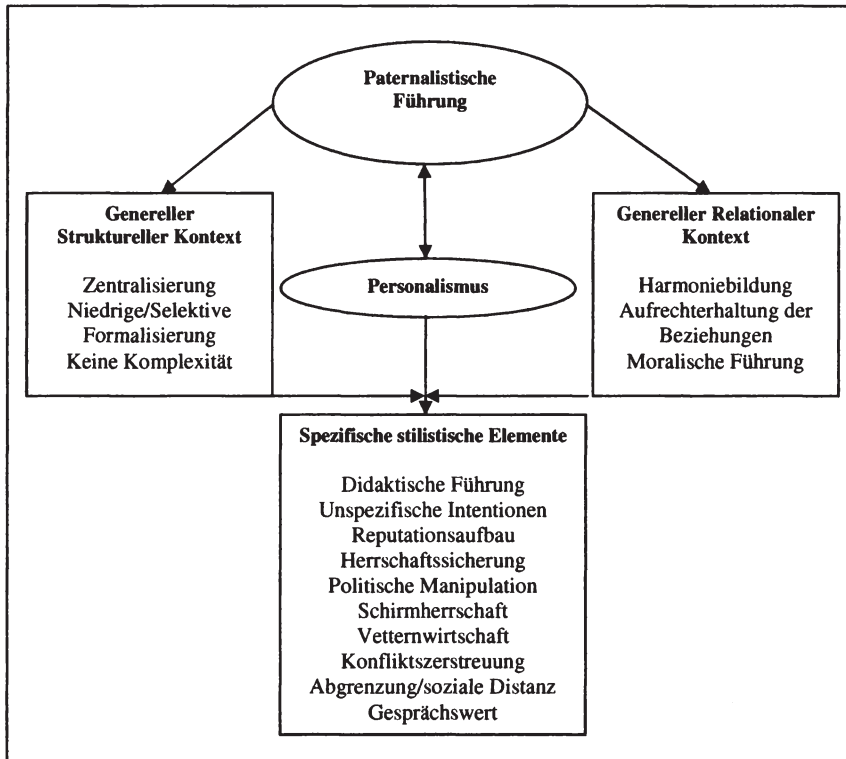 Paternalistische
Führung
Genereller
Struktureller Kontext
Zentralisierung
Niedrige/Selektive
Formalisierung
Keine Komplexität
Personalismus
Genereller Relationaler
Kontext
Harmoniebildung
Aufrechterhaltung der
Beziehungen
Moralische Führung
Spezifische stilistische Elemente
Didaktische Führung
Unspezifische Intentionen
Reputationsaufbau
Herrschaftssicherung
Politische Manipulation
Schirmherrschaft
Vetternwirtschaft
Konfliktszerstreuung
Abgrenzung/soziale Distanz
Gesprächswert